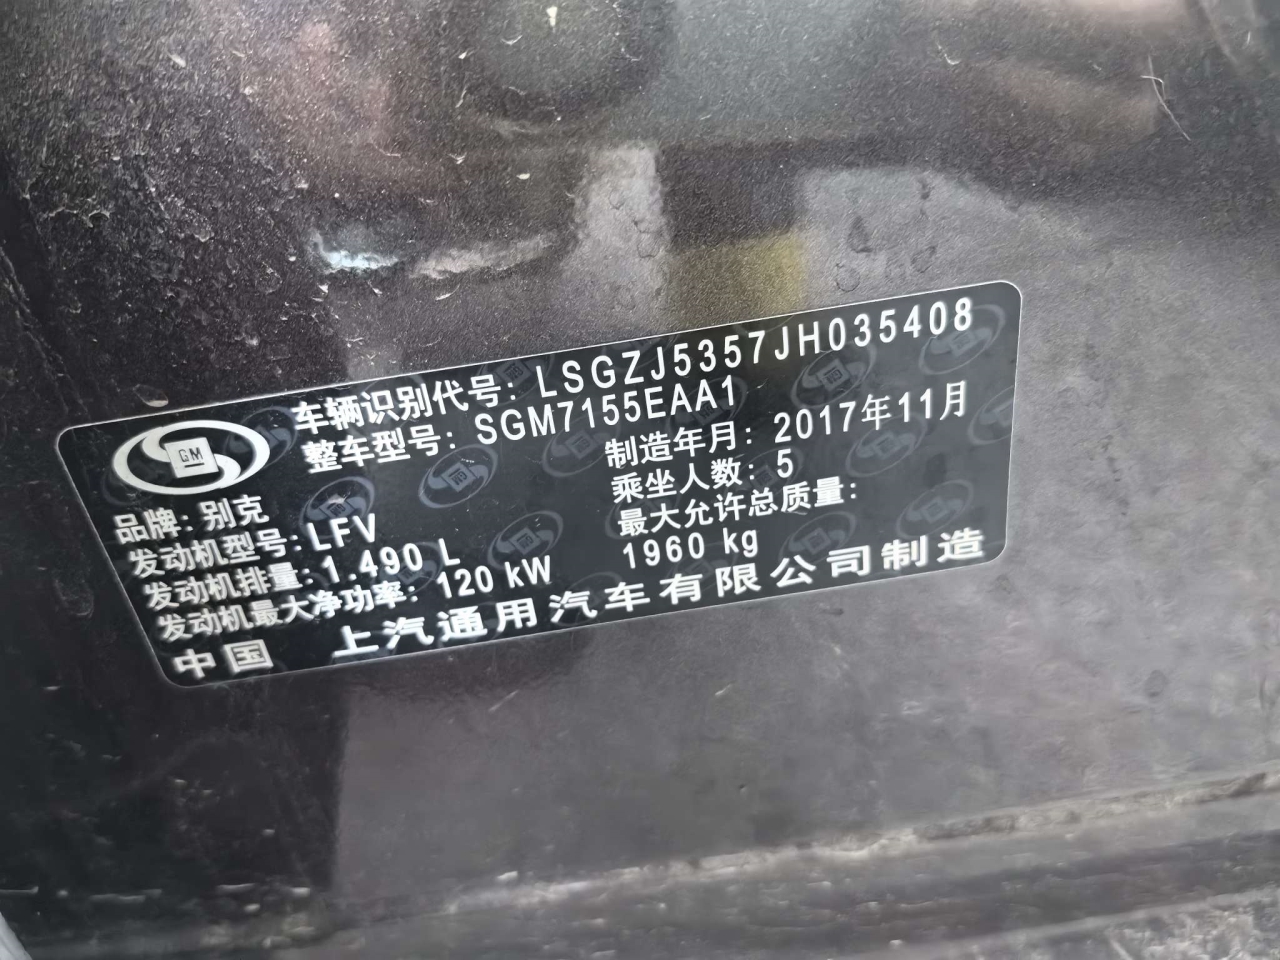 车辆识别代号：LSGZJ5357JH035408
整车型号：SGM7155EAA1
GM
品牌：别克 制造年月：2017年11月
发动机型号：LFV 乘坐人数：5
发动机排量：1.490 L 最大允许总质量：
发动机最大净功率：120 kW 1960 kg
中国 上汽通用汽车有限公司制造